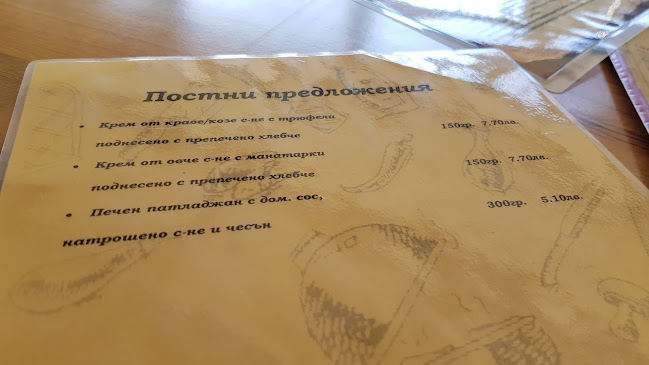 Постни предложения
• Крем от краве/козе с-не с трюфели
поднесено с препечено хлебче 150гр. 7.70лв.
• Крем от овче с-не с манатарки
поднесено с препечено хлебче 150гр. 7.70лв.
• Печен патладжан с дом. сос, 300гр. 5.10лв.
натрошено с-не и чесън